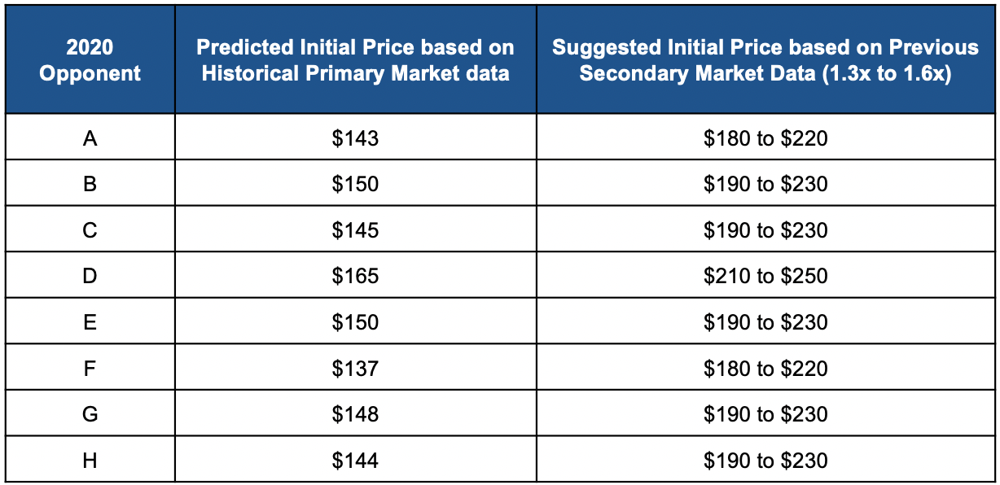 2020
Opponent
Predicted Initial Price based on
Historical Primary Market data
Suggested Initial Price based on Previous
Secondary Market Data (1.3x to 1.6x)
A
$143
$180 to $220
B
$150
$190 to $230
C
$145
$190 to $230
D
$165
$210 to $250
E
$150
$190 to $230
F
$137
$180 to $220
G
$148
$190 to $230
H
$144
$190 to $230